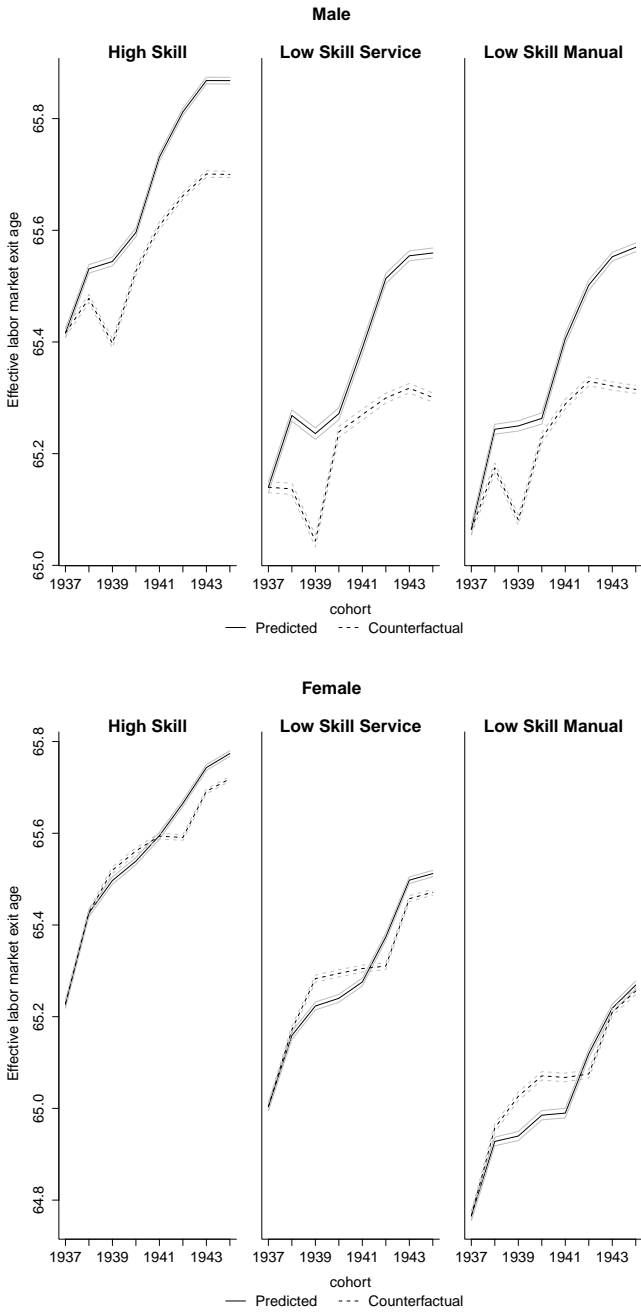 Male
High Skill Low Skill Service Low Skill Manual
Effective labor market exit age
65.8
65.6
65.4
65.2
65.0
1937 1939 1941 1943 1937 1939 1941 1943 1937 1939 1941 1943
cohort
Predicted Counterfactual
Female
High Skill Low Skill Service Low Skill Manual
Effective labor market exit age
65.8
65.6
65.4
65.2
65.0
64.8
1937 1939 1941 1943 1937 1939 1941 1943 1937 1939 1941 1943
cohort
Predicted Counterfactual